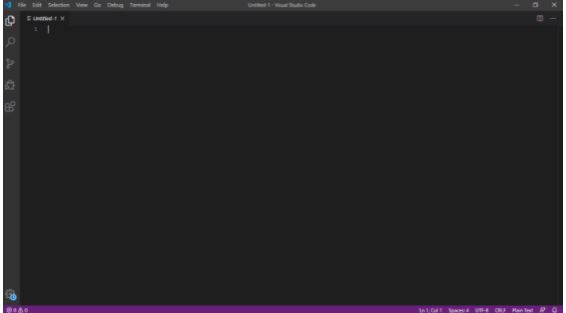 File Edit Selection View Go Debug Terminal Help Untitled-1 - Visual Studio Code
Untitled-1
1
0 0 Ln 1, Col 1 Spaces: 4 UTF-8 CRLF Plain Text